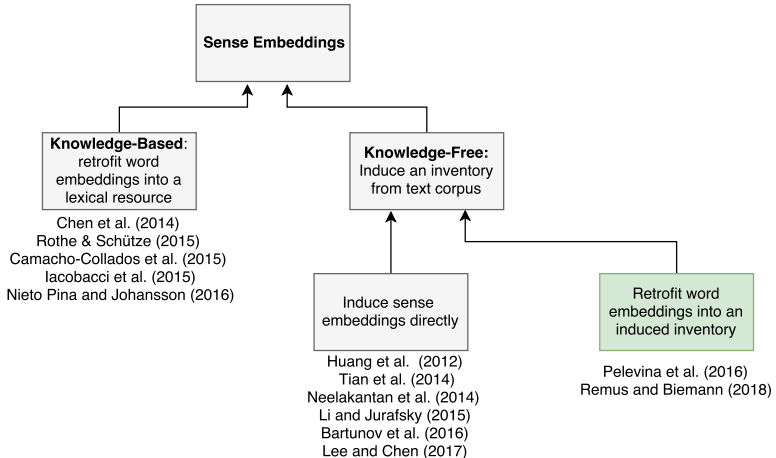 Sense Embeddings
Knowledge-Based:
retrofit word
embeddings into a
lexical resource
Chen et al. (2014)
Rothe & Schütze (2015)
Camacho-Collados et al. (2015)
Iacobacci et al. (2015)
Nieto Pina and Johansson (2016)
Knowledge-Free:
Induce an inventory
from text corpus
Induce sense
embeddings directly
Huang et al. (2012)
Tian et al. (2014)
Neelakantan et al. (2014)
Li and Jurafsky (2015)
Bartunov et al. (2016)
Lee and Chen (2017)
Retrofit word
embeddings into an
induced inventory
Pelevina et al. (2016)
Remus and Biemann (2018)